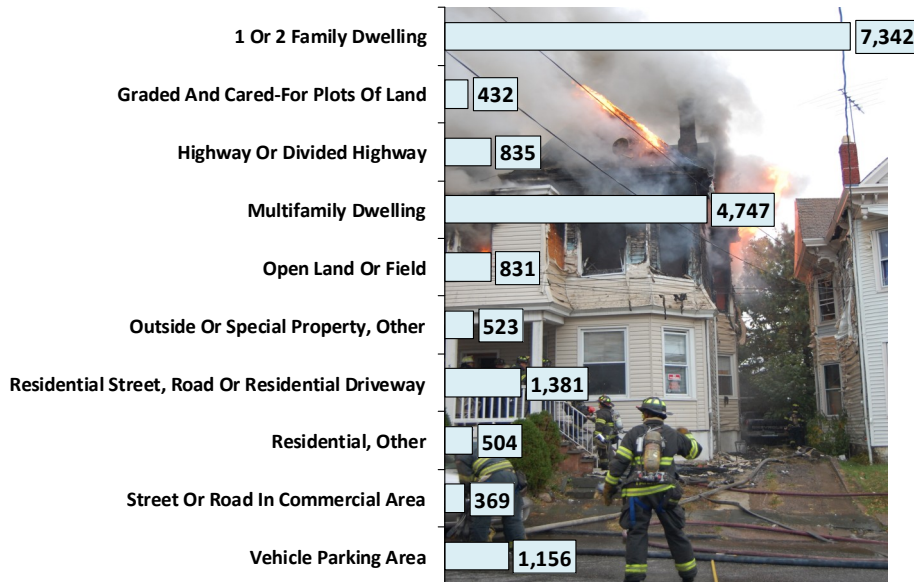 1 Or 2 Family Dwelling 7,342
Graded And Cared-For Plots Of Land 432
Highway Or Divided Highway 835
Multifamily Dwelling 4,747
Open Land Or Field 831
Outside Or Special Property, Other 523
Residential Street, Road Or Residential Driveway 1,381
Residential, Other 504
Street Or Road In Commercial Area 369
Vehicle Parking Area 1,156